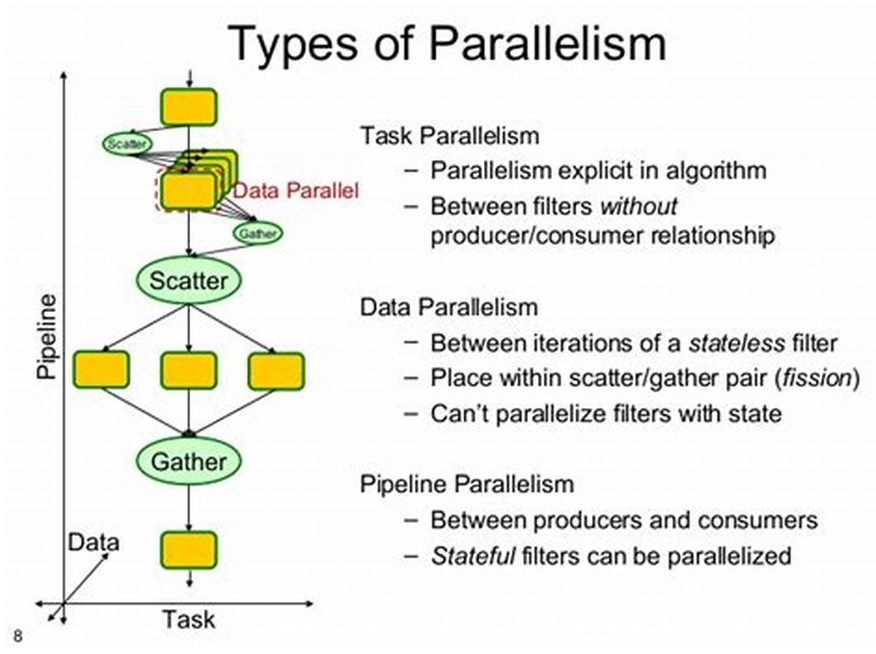 Types of Parallelism
Scatter
Data Parallel
Gather
Scatter
Gather
Pipeline
Data
Task
Task Parallelism
– Parallelism explicit in algorithm
– Between filters without
producer/consumer relationship
Data Parallelism
– Between iterations of a stateless filter
– Place within scatter/gather pair (fission)
– Can't parallelize filters with state
Pipeline Parallelism
– Between producers and consumers
– Stateful filters can be parallelized
8